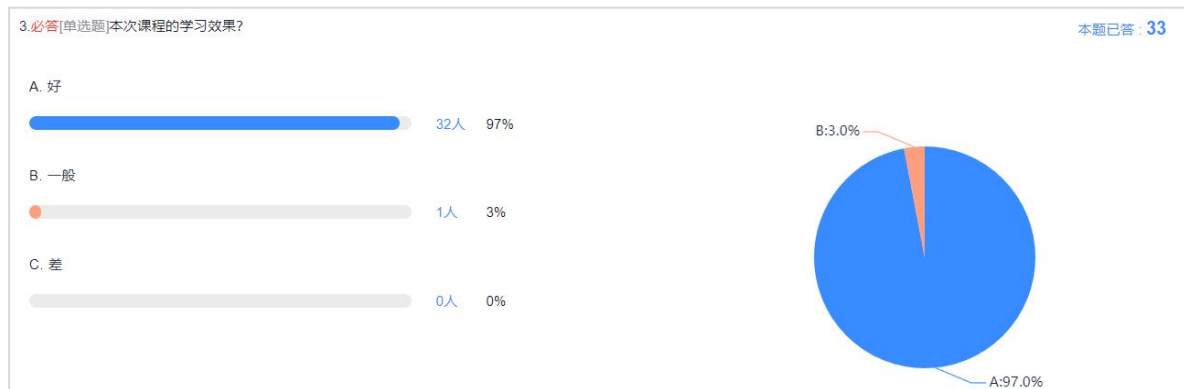 3.必答[单选题]本次课程的学习效果?
本题已答：33
A. 好
32人 97%
B. 一般
1人 3%
C. 差
0人 0%
B:3.0%
A:97.0%